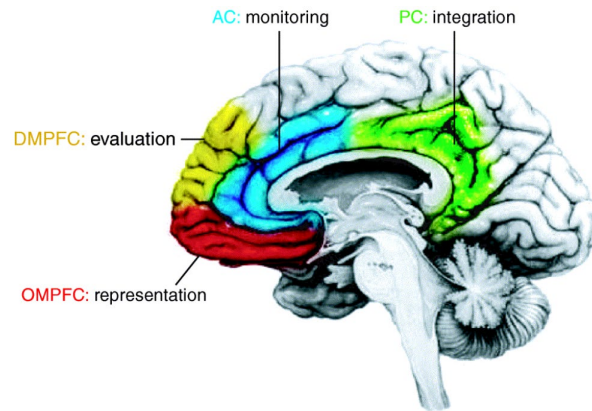 AC: monitoring
PC: integration
DMPFC: evaluation
OMPFC: representation